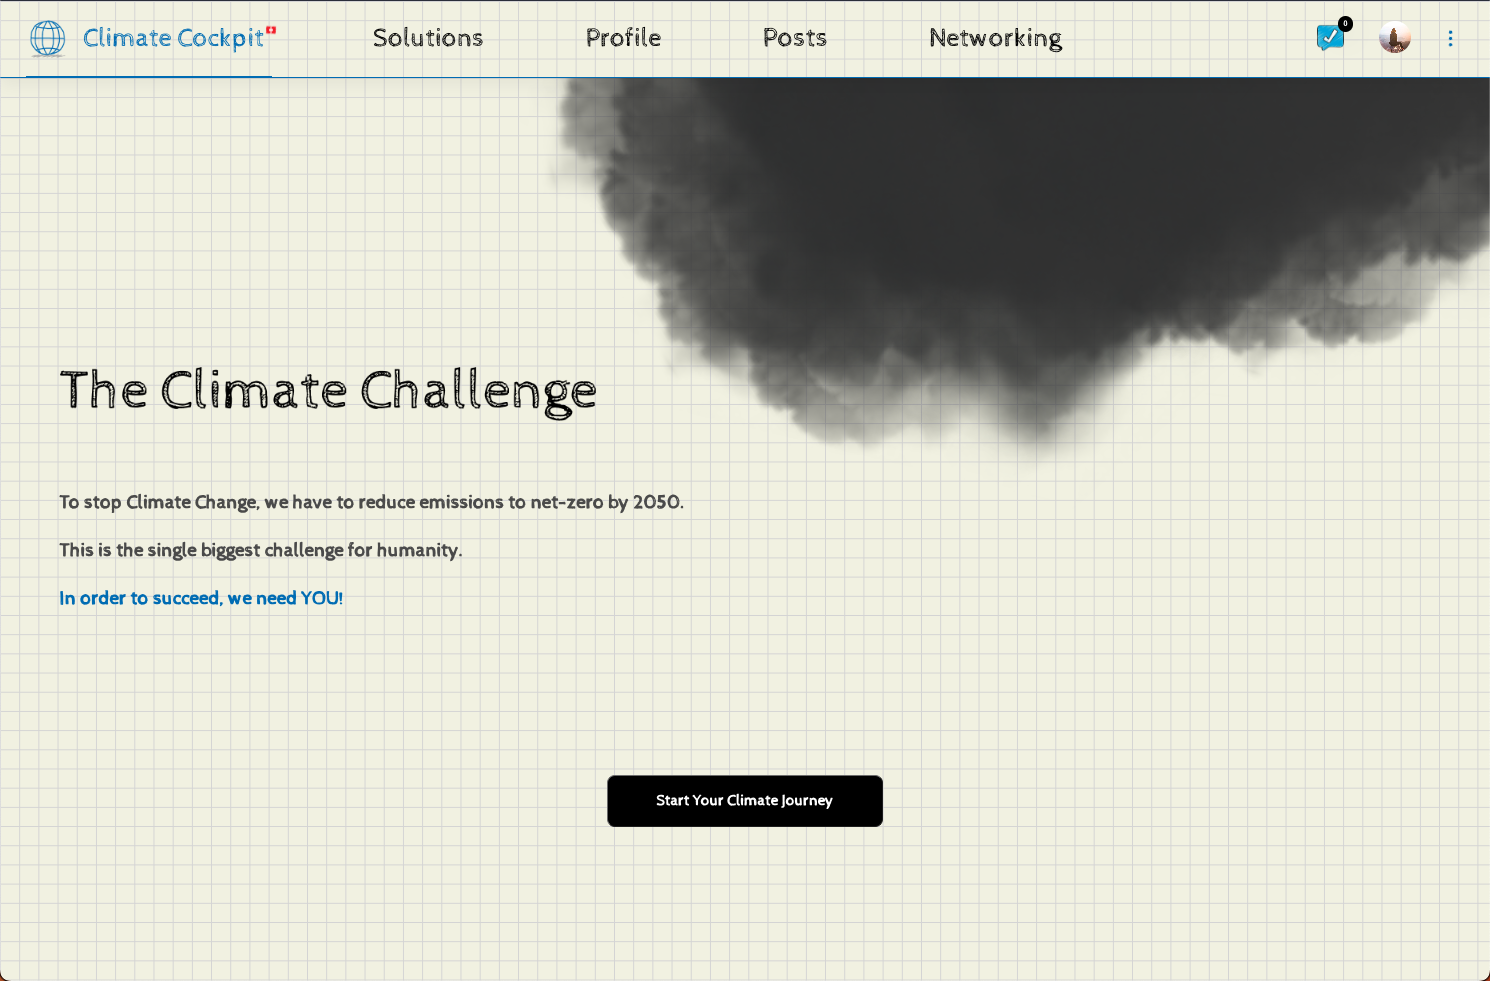 Climate Cockpit
Solutions
Profile
Posts
Networking
0
The Climate Challenge
To stop Climate Change, we have to reduce emissions to net-zero by 2050.
This is the single biggest challenge for humanity.
In order to succeed, we need YOU!
Start Your Climate Journey